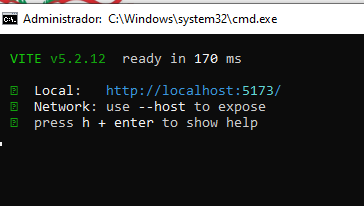 Administrador: C:\Windows\system32\cmd.exe
VITE v5.2.12 ready in 170 ms
Local: http://localhost:5173/
Network: use --host to expose
press h + enter to show help